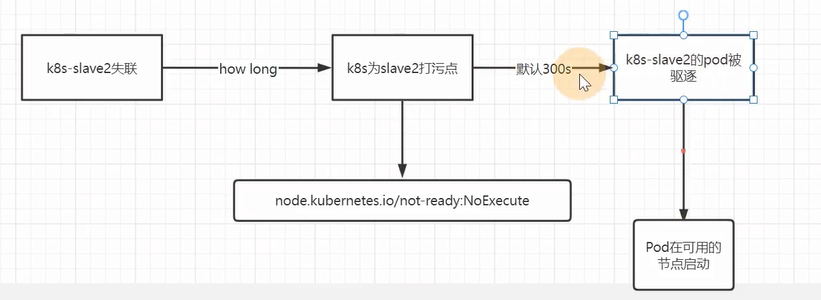 k8s-slave2失联
how long
k8s为slave2打污点
默认300s
k8s-slave2的pod被
驱逐
node.kubernetes.io/not-ready:NoExecute
Pod在可用的
节点启动